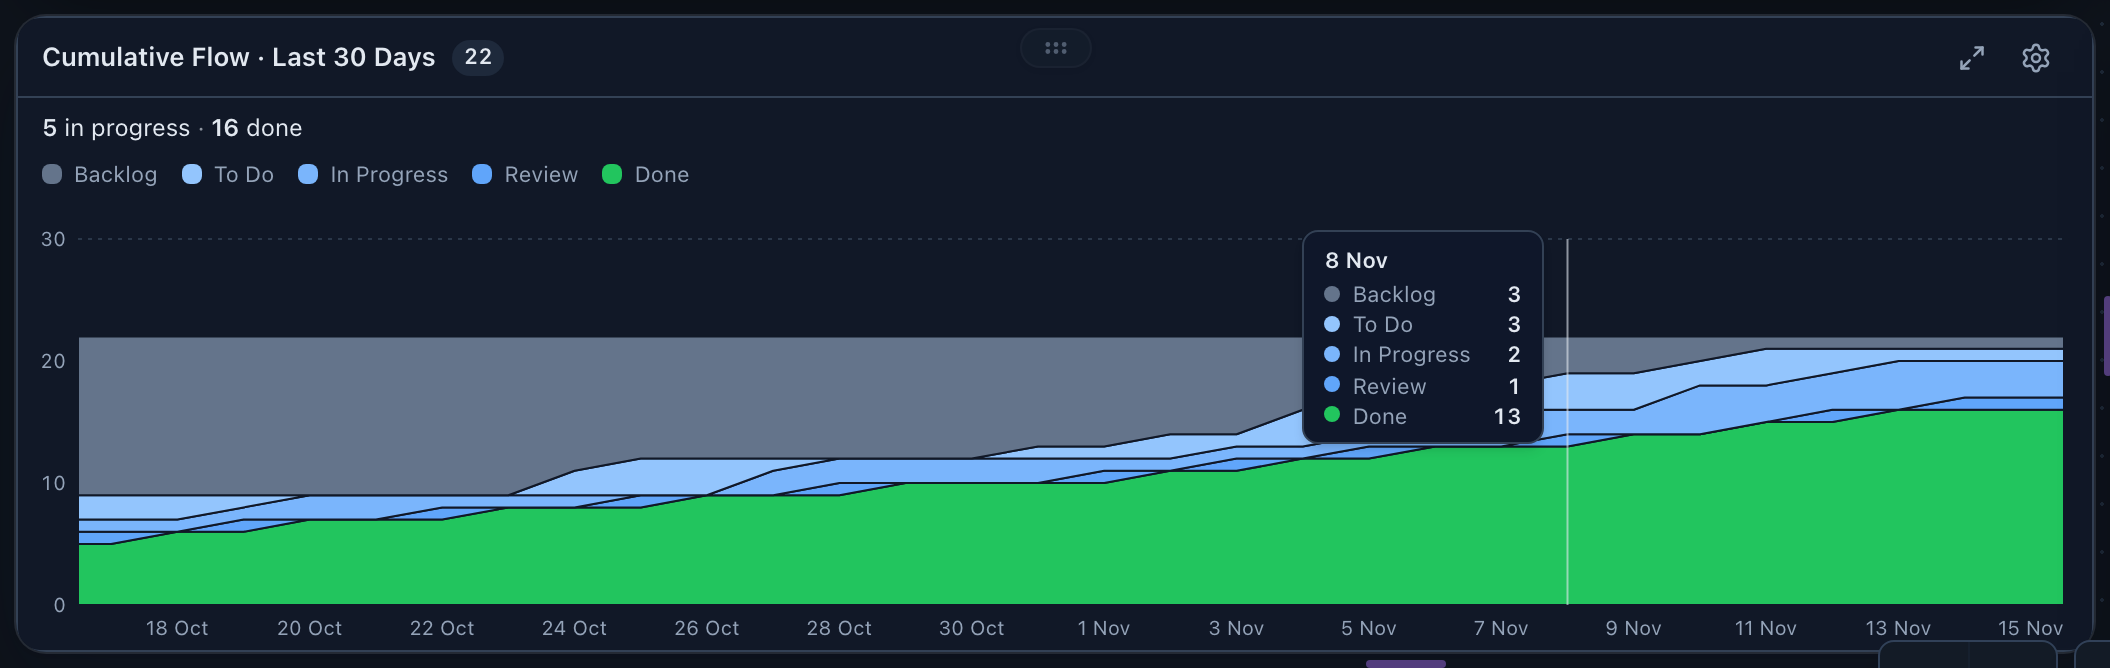 Cumulative Flow · Last 30 Days 22
5 in progress · 16 done
Backlog To Do In Progress Review Done
30
20
10
0
8 Nov
Backlog 3
To Do 3
In Progress 2
Review 1
Done 13
18 Oct 20 Oct 22 Oct 24 Oct 26 Oct 28 Oct 30 Oct 1 Nov 3 Nov 5 Nov 7 Nov 9 Nov 11 Nov 13 Nov 15 Nov